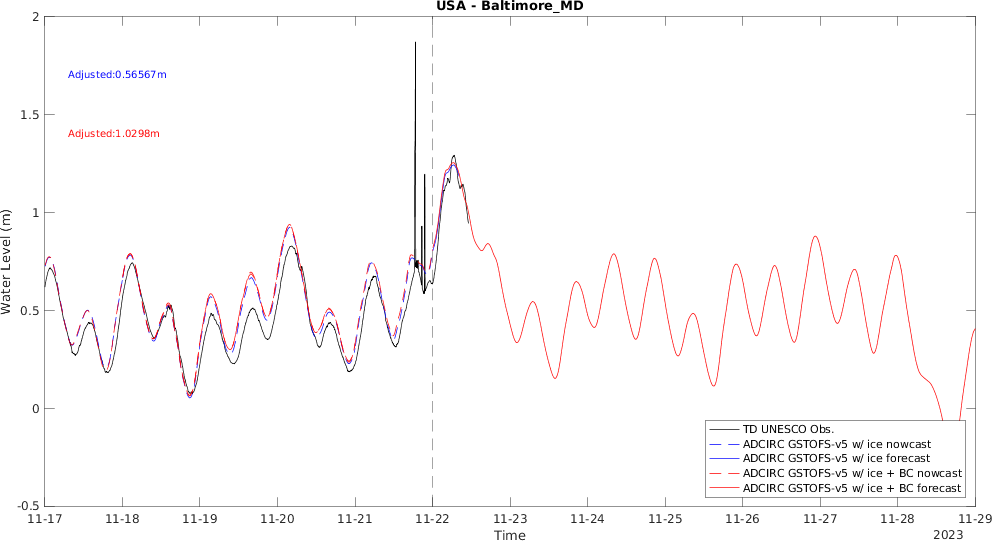 USA - Baltimore_MD
2
1.5
1
0.5
0
-0.5
Water Level (m)
Adjusted:0.56567m
Adjusted:1.0298m
TD UNESCO Obs.
ADCIRC GSTOFS-v5 w/ ice nowcast
ADCIRC GSTOFS-v5 w/ ice forecast
ADCIRC GSTOFS-v5 w/ ice + BC nowcast
ADCIRC GSTOFS-v5 w/ ice + BC forecast
11-17 11-18 11-19 11-20 11-21 11-22 11-23 11-24 11-25 11-26 11-27 11-28 11-29
Time
2023